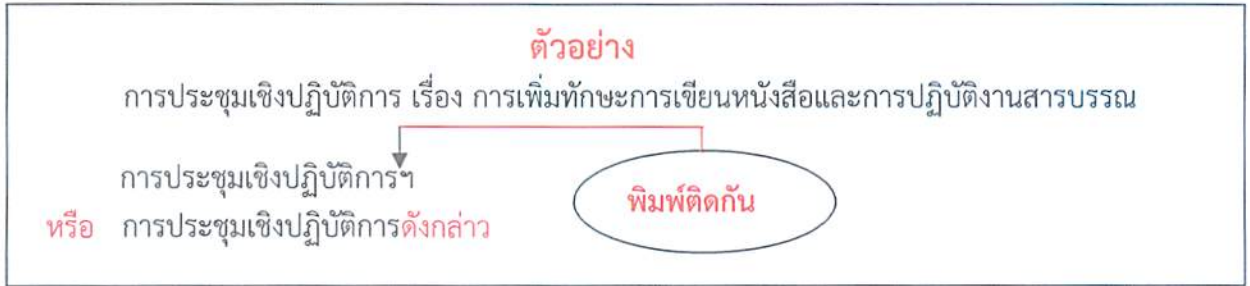 ตัวอย่าง
การประชุมเชิงปฏิบัติการ เรื่อง การเพิ่มทักษะการเขียนหนังสือและการปฏิบัติงานสารบรรณ
การประชุมเชิงปฏิบัติการฯ
พิมพ์ติดกัน
หรือ การประชุมเชิงปฏิบัติการดังกล่าว